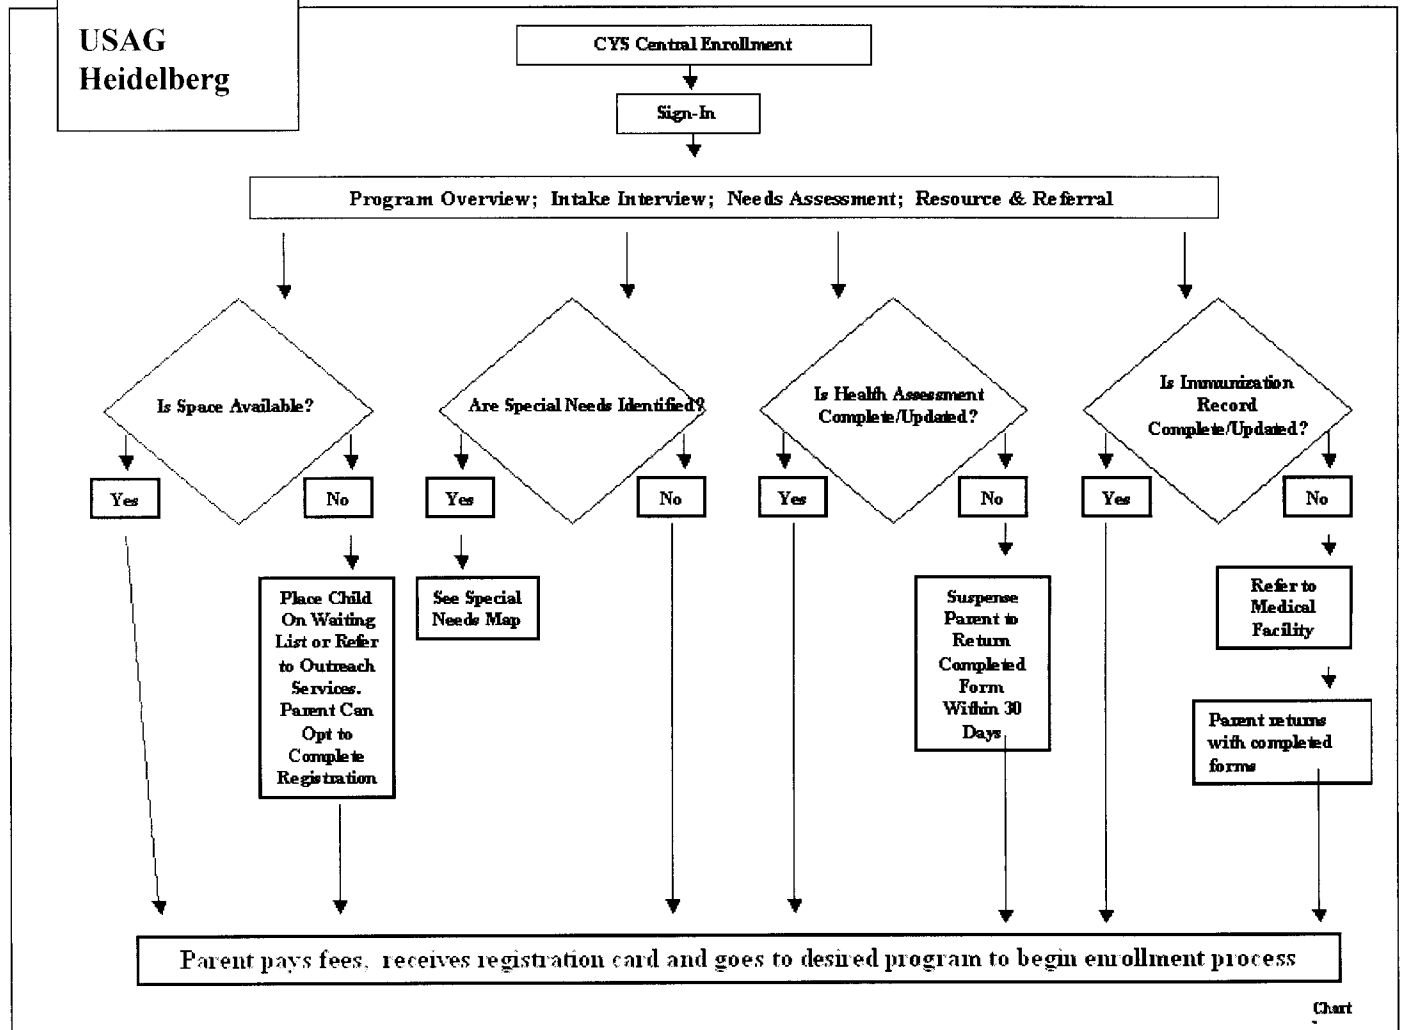 USAG
Heidelberg
CYS Central Enrollment
Sign-In
Program Overview; Intake Interview; Needs Assessment; Resource & Referral
Is Space Available?
Are Special Needs Identified?
Is Health Assessment
Complete/Updated?
Is Immunization
Record
Complete/Updated?
Yes
No
Yes
No
Yes
No
Yes
No
Place Child
On Waiting
List or Refer
to Outreach
Services.
Parent Can
Opt to
Complete
Registration
See Special
Needs Map
Suspense
Parent to
Return
Completed
Form
Within 30
Days
Refer to
Medical
Facility
Parent returns
with completed
forms
Parent pays fees, receives registration card and goes to desired program to begin enrollment process
Chart